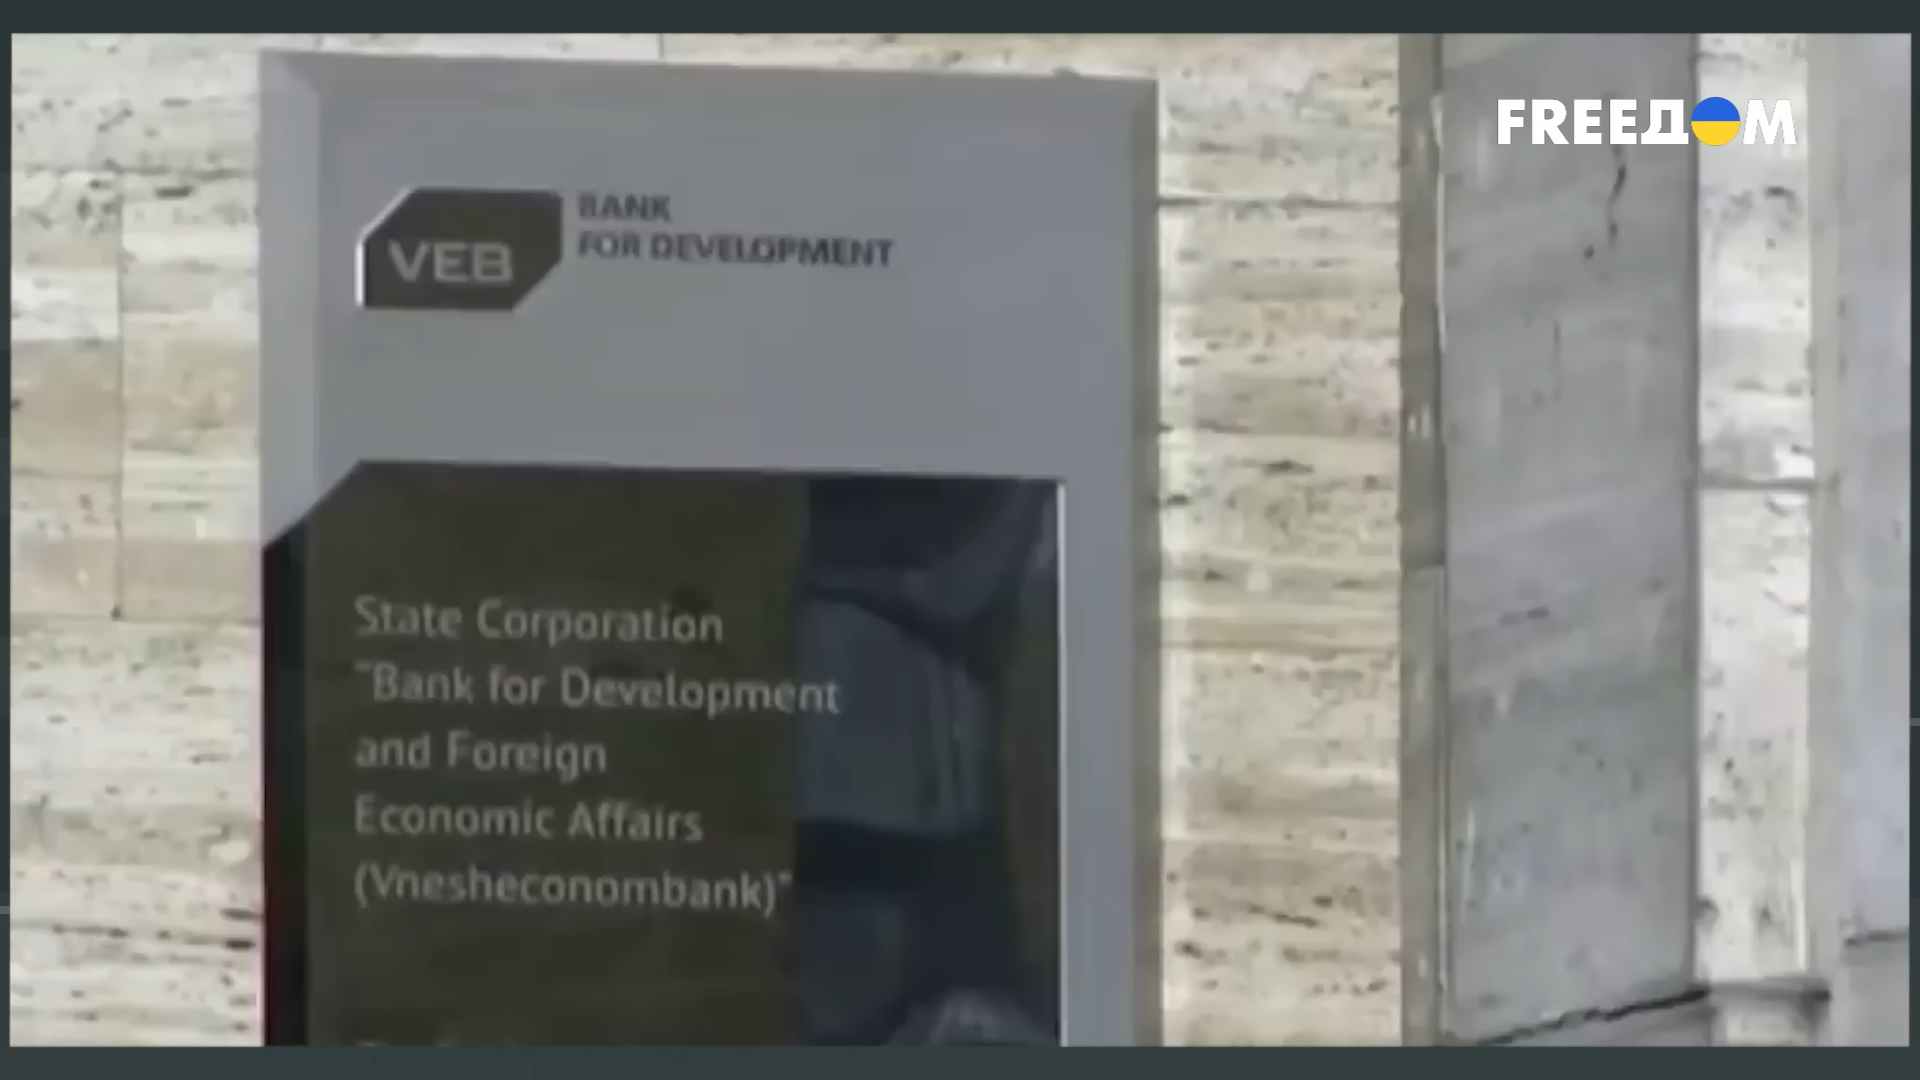 FREEДOM
VEB
BANK
FOR DEVELOPMENT
State Corporation
"Bank for Development
and Foreign
Economic Affairs
(Vnesheconombank)"